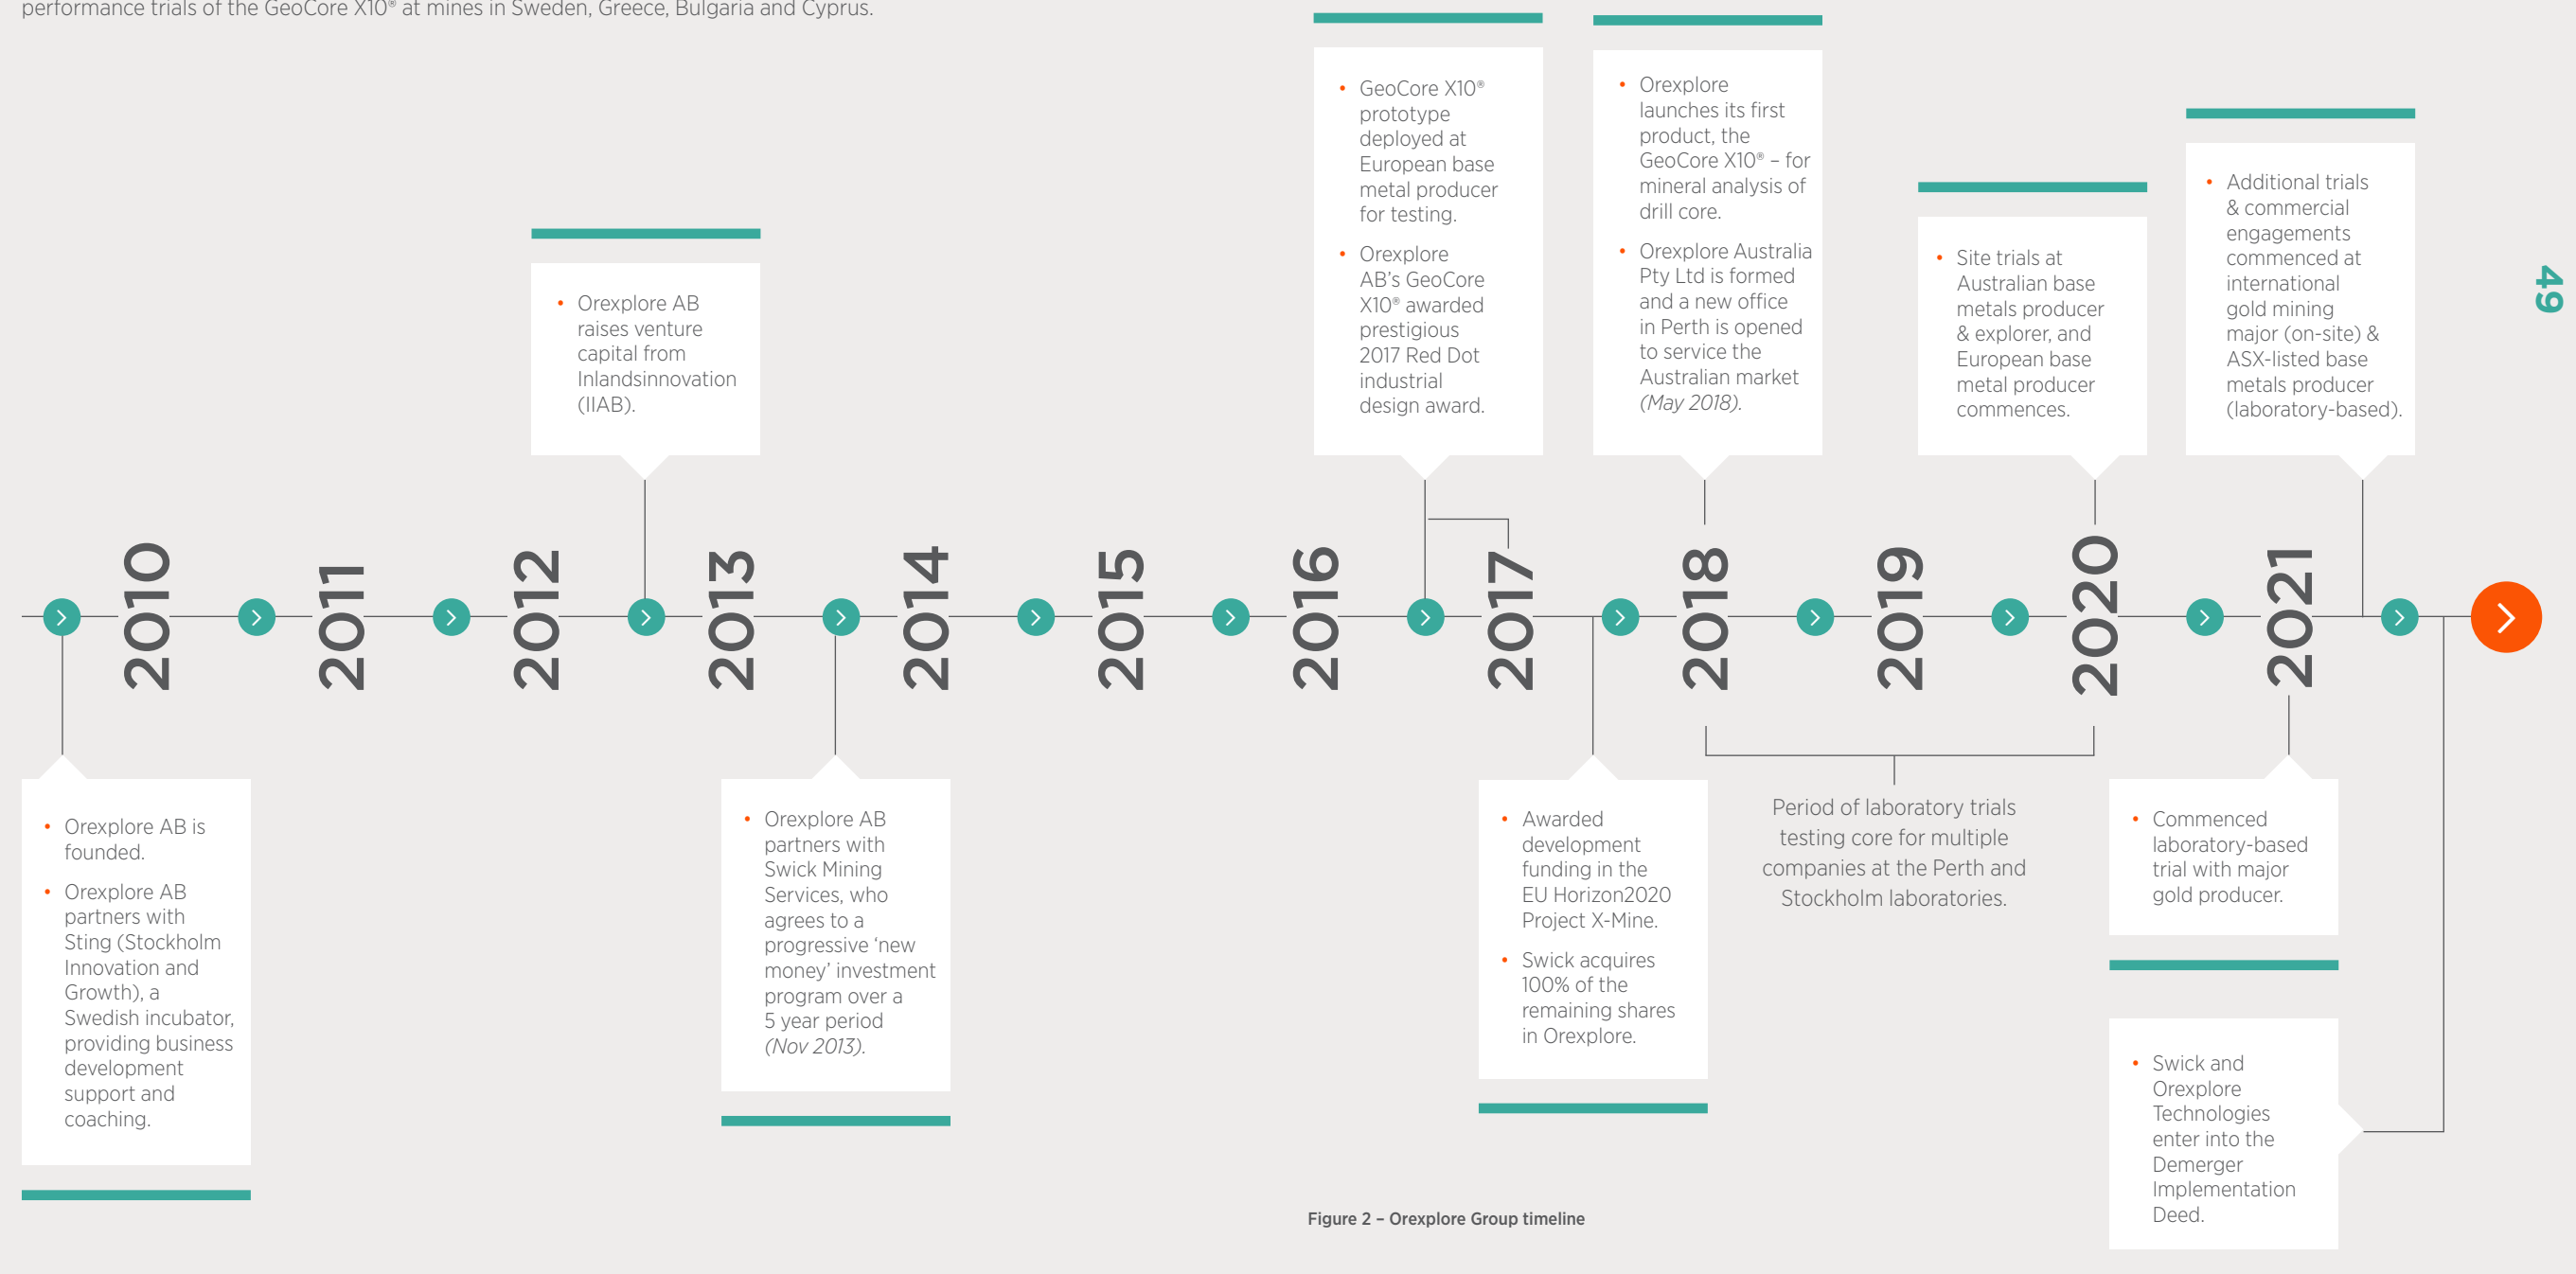 performance trials of the GeoCore X10® at mines in Sweden, Greece, Bulgaria and Cyprus.
• GeoCore X10®
prototype
deployed at
European base
metal producer
for testing.
• Orexplore
AB’s GeoCore
X10® awarded
prestigious
2017 Red Dot
industrial
design award.
• Orexplore
launches its first
product, the
GeoCore X10® – for
mineral analysis of
drill core.
• Orexplore Australia
Pty Ltd is formed
and a new office
in Perth is opened
to service the
Australian market
(May 2018).
• Additional trials
& commercial
engagements
commenced at
international
gold mining
major (on-site) &
ASX-listed base
metals producer
(laboratory-based).
• Site trials at
Australian base
metals producer
& explorer, and
European base
metal producer
commences.
• Orexplore AB
raises venture
capital from
Inlandsinnovation
(IIAB).
49
2010
2011
2012
2013
2014
2015
2016
2017
2018
2019
2020
2021
• Orexplore AB is
founded.
• Orexplore AB
partners with
Sting (Stockholm
Innovation and
Growth), a
Swedish incubator,
providing business
development
support and
coaching.
• Orexplore AB
partners with
Swick Mining
Services, who
agrees to a
progressive ‘new
money’ investment
program over a
5 year period
(Nov 2013).
• Awarded
development
funding in the
EU Horizon2020
Project X-Mine.
• Swick acquires
100% of the
remaining shares
in Orexplore.
Period of laboratory trials
testing core for multiple
companies at the Perth and
Stockholm laboratories.
• Commenced
laboratory-based
trial with major
gold producer.
• Swick and
Orexplore
Technologies
enter into the
Demerger
Implementation
Deed.
Figure 2 – Orexplore Group timeline